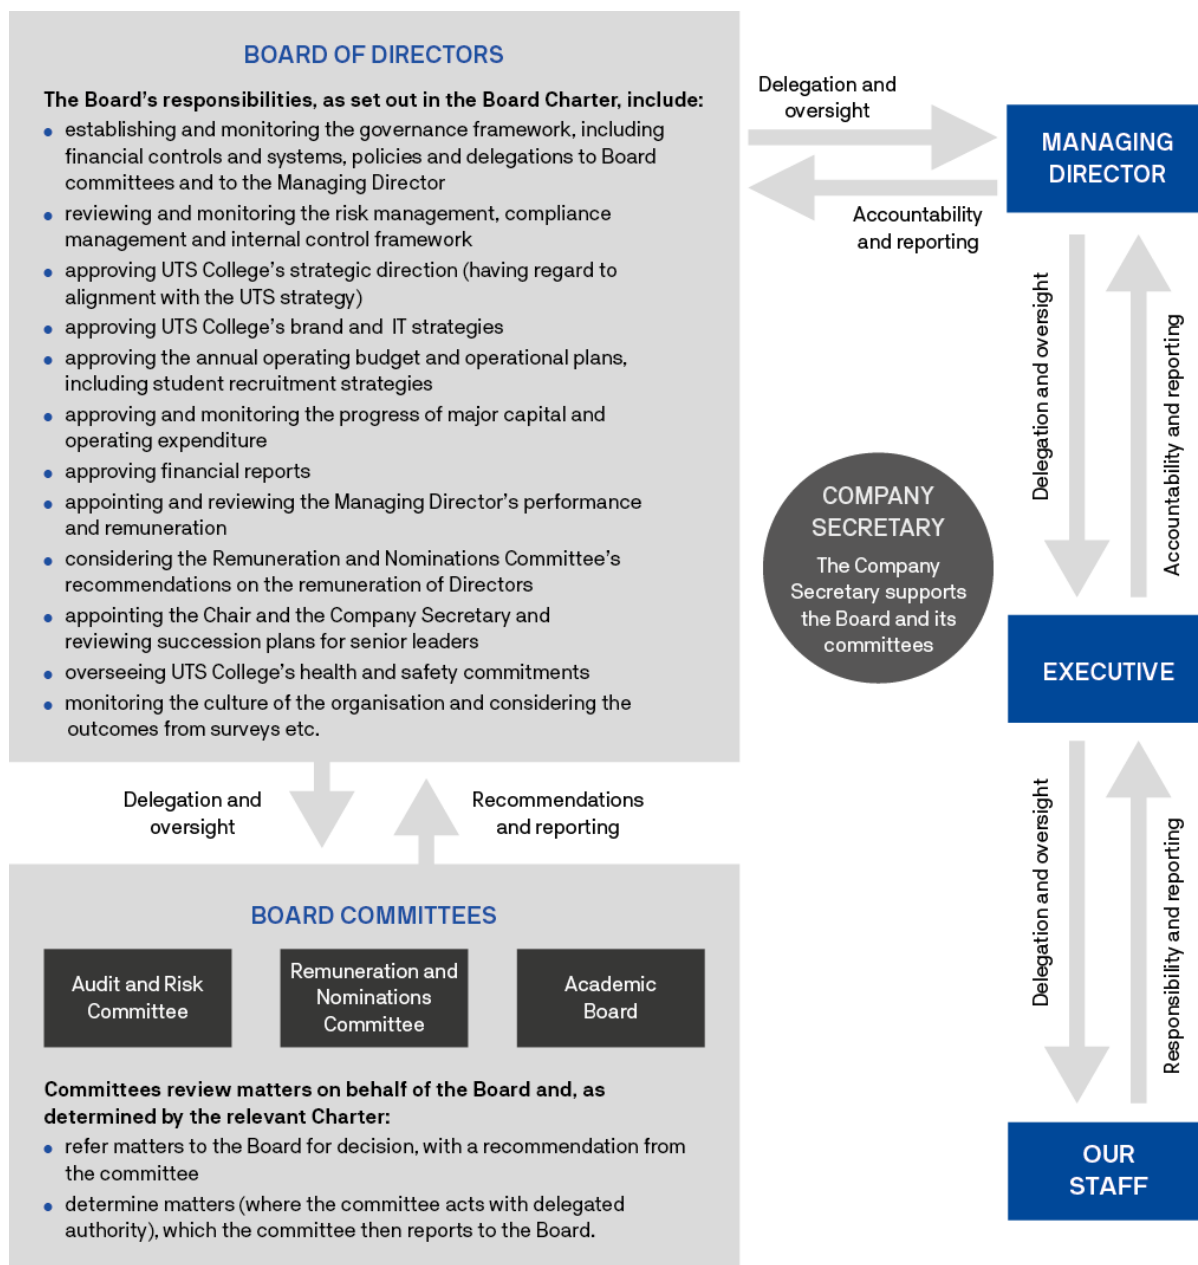 BOARD OF DIRECTORS
The Board's responsibilities, as set out in the Board Charter, include:
• establishing and monitoring the governance framework, including
financial controls and systems, policies and delegations to Board
committees and to the Managing Director
• reviewing and monitoring the risk management, compliance
management and internal control framework
• approving UTS College's strategic direction (having regard to
alignment with the UTS strategy)
• approving UTS College's brand and IT strategies
• approving the annual operating budget and operational plans,
including student recruitment strategies
• approving and monitoring the progress of major capital and
operating expenditure
• approving financial reports
• appointing and reviewing the Managing Director's performance
and remuneration
• considering the Remuneration and Nominations Committee's
recommendations on the remuneration of Directors
• appointing the Chair and the Company Secretary and
reviewing succession plans for senior leaders
• overseeing UTS College's health and safety commitments
• monitoring the culture of the organisation and considering the
outcomes from surveys etc.
Delegation and
oversight
Recommendations
and reporting
BOARD COMMITTEES
Audit and Risk
Committee
Remuneration and
Nominations
Committee
Academic
Board
Committees review matters on behalf of the Board and, as
determined by the relevant Charter:
• refer matters to the Board for decision, with a recommendation from
the committee
• determine matters (where the committee acts with delegated
authority), which the committee then reports to the Board.
Delegation and
oversight
Accountability
and reporting
COMPANY
SECRETARY
The Company
Secretary supports
the Board and its
committees
MANAGING
DIRECTOR
Delegation and oversight
Accountability and reporting
EXECUTIVE
Delegation and oversight
Responsibility and reporting
OUR
STAFF